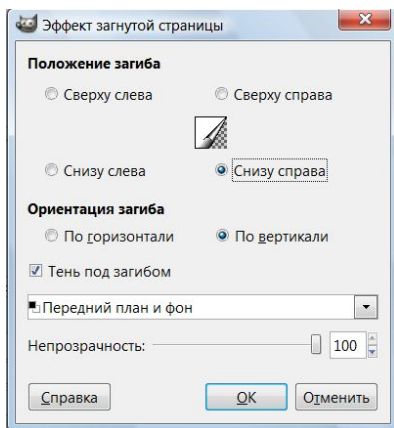 Эффект загнутой страницы
Положение загиба
Сверху слева Сверху справа
Снизу слева Снизу справа
Ориентация загиба
По горизонтали По вертикали
Тень под загибом
Передний план и фон
Непрозрачность: 100
Справка ОК Отменить